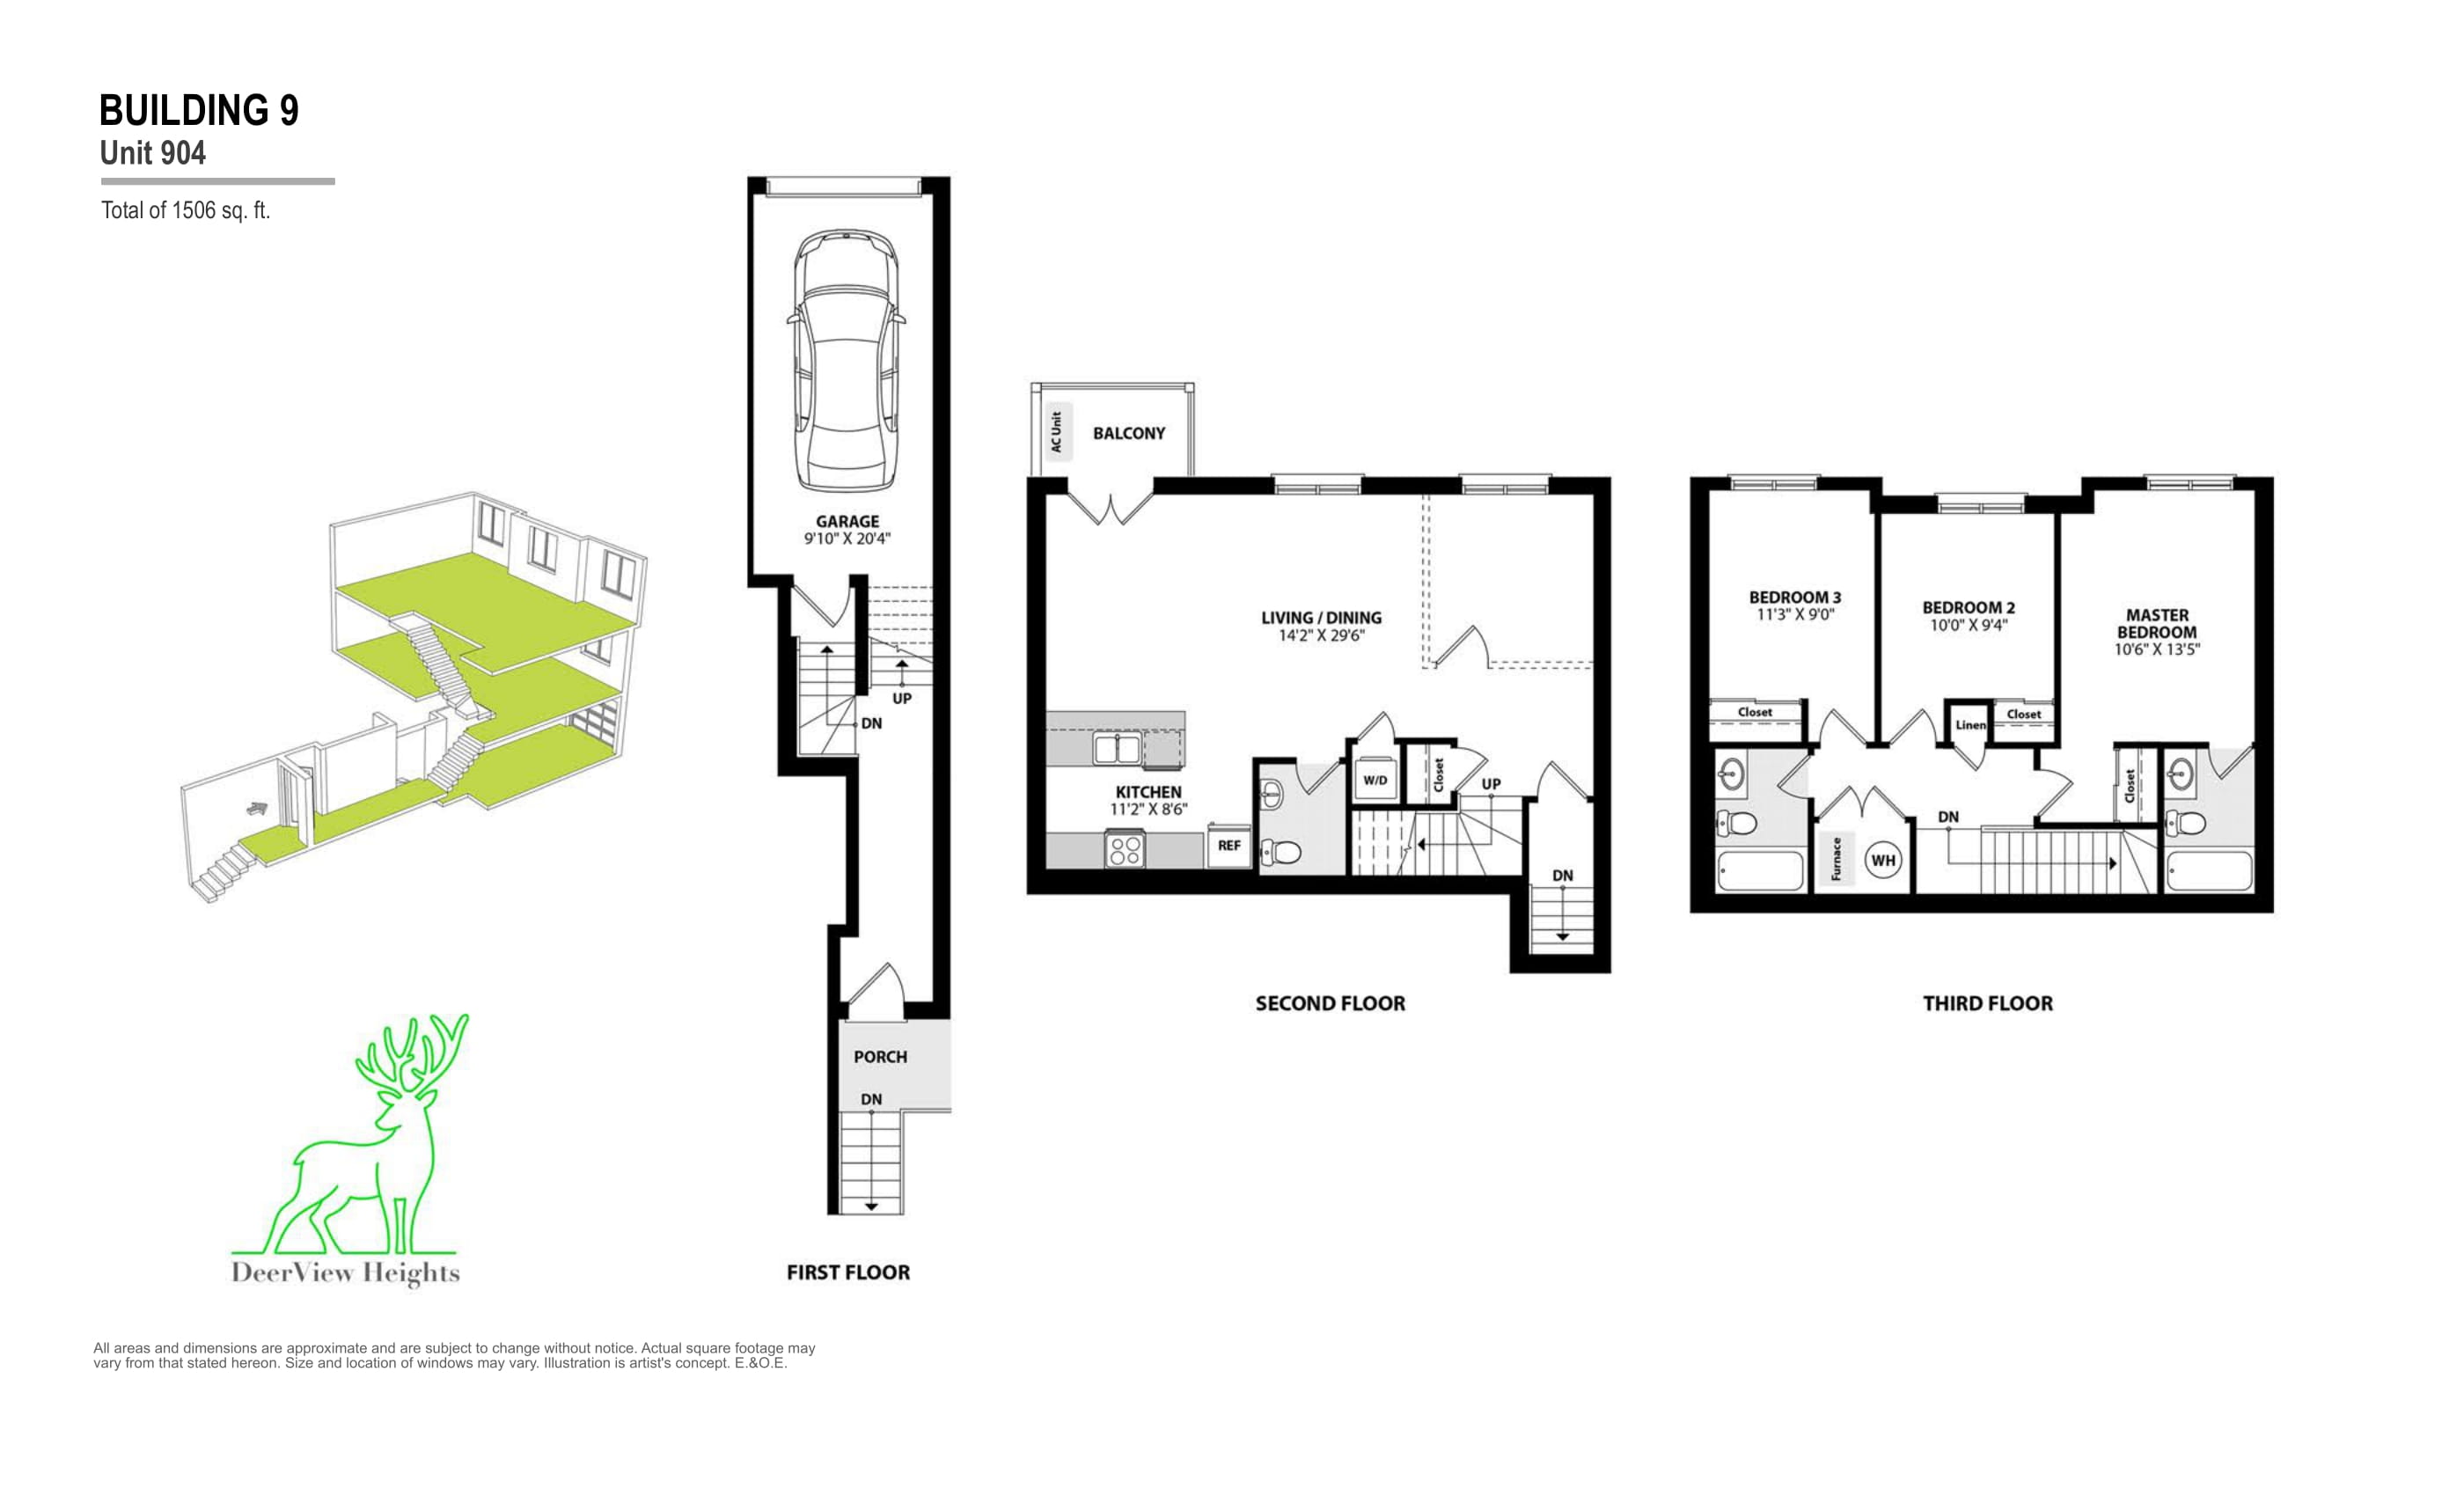 BUILDING 9
Unit 904
Total of 1506 sq. ft.
GARAGE
9'10" X 20'4"
UP
DN
PORCH
DN
FIRST FLOOR
AC Unit
BALCONY
LIVING / DINING
14'2" X 29'6"
KITCHEN
11'2" X 8'6"
REF
W/D
Closet
UP
DN
SECOND FLOOR
BEDROOM 3
11'3" X 9'0"
BEDROOM 2
10'0" X 9'4"
MASTER
BEDROOM
10'6" X 13'5"
Closet
Linen
Closet
Closet
DN
Furnace
WH
THIRD FLOOR
DeerView Heights
All areas and dimensions are approximate and are subject to change without notice. Actual square footage may
vary from that stated hereon. Size and location of windows may vary. Illustration is artist's concept. E.&O.E.